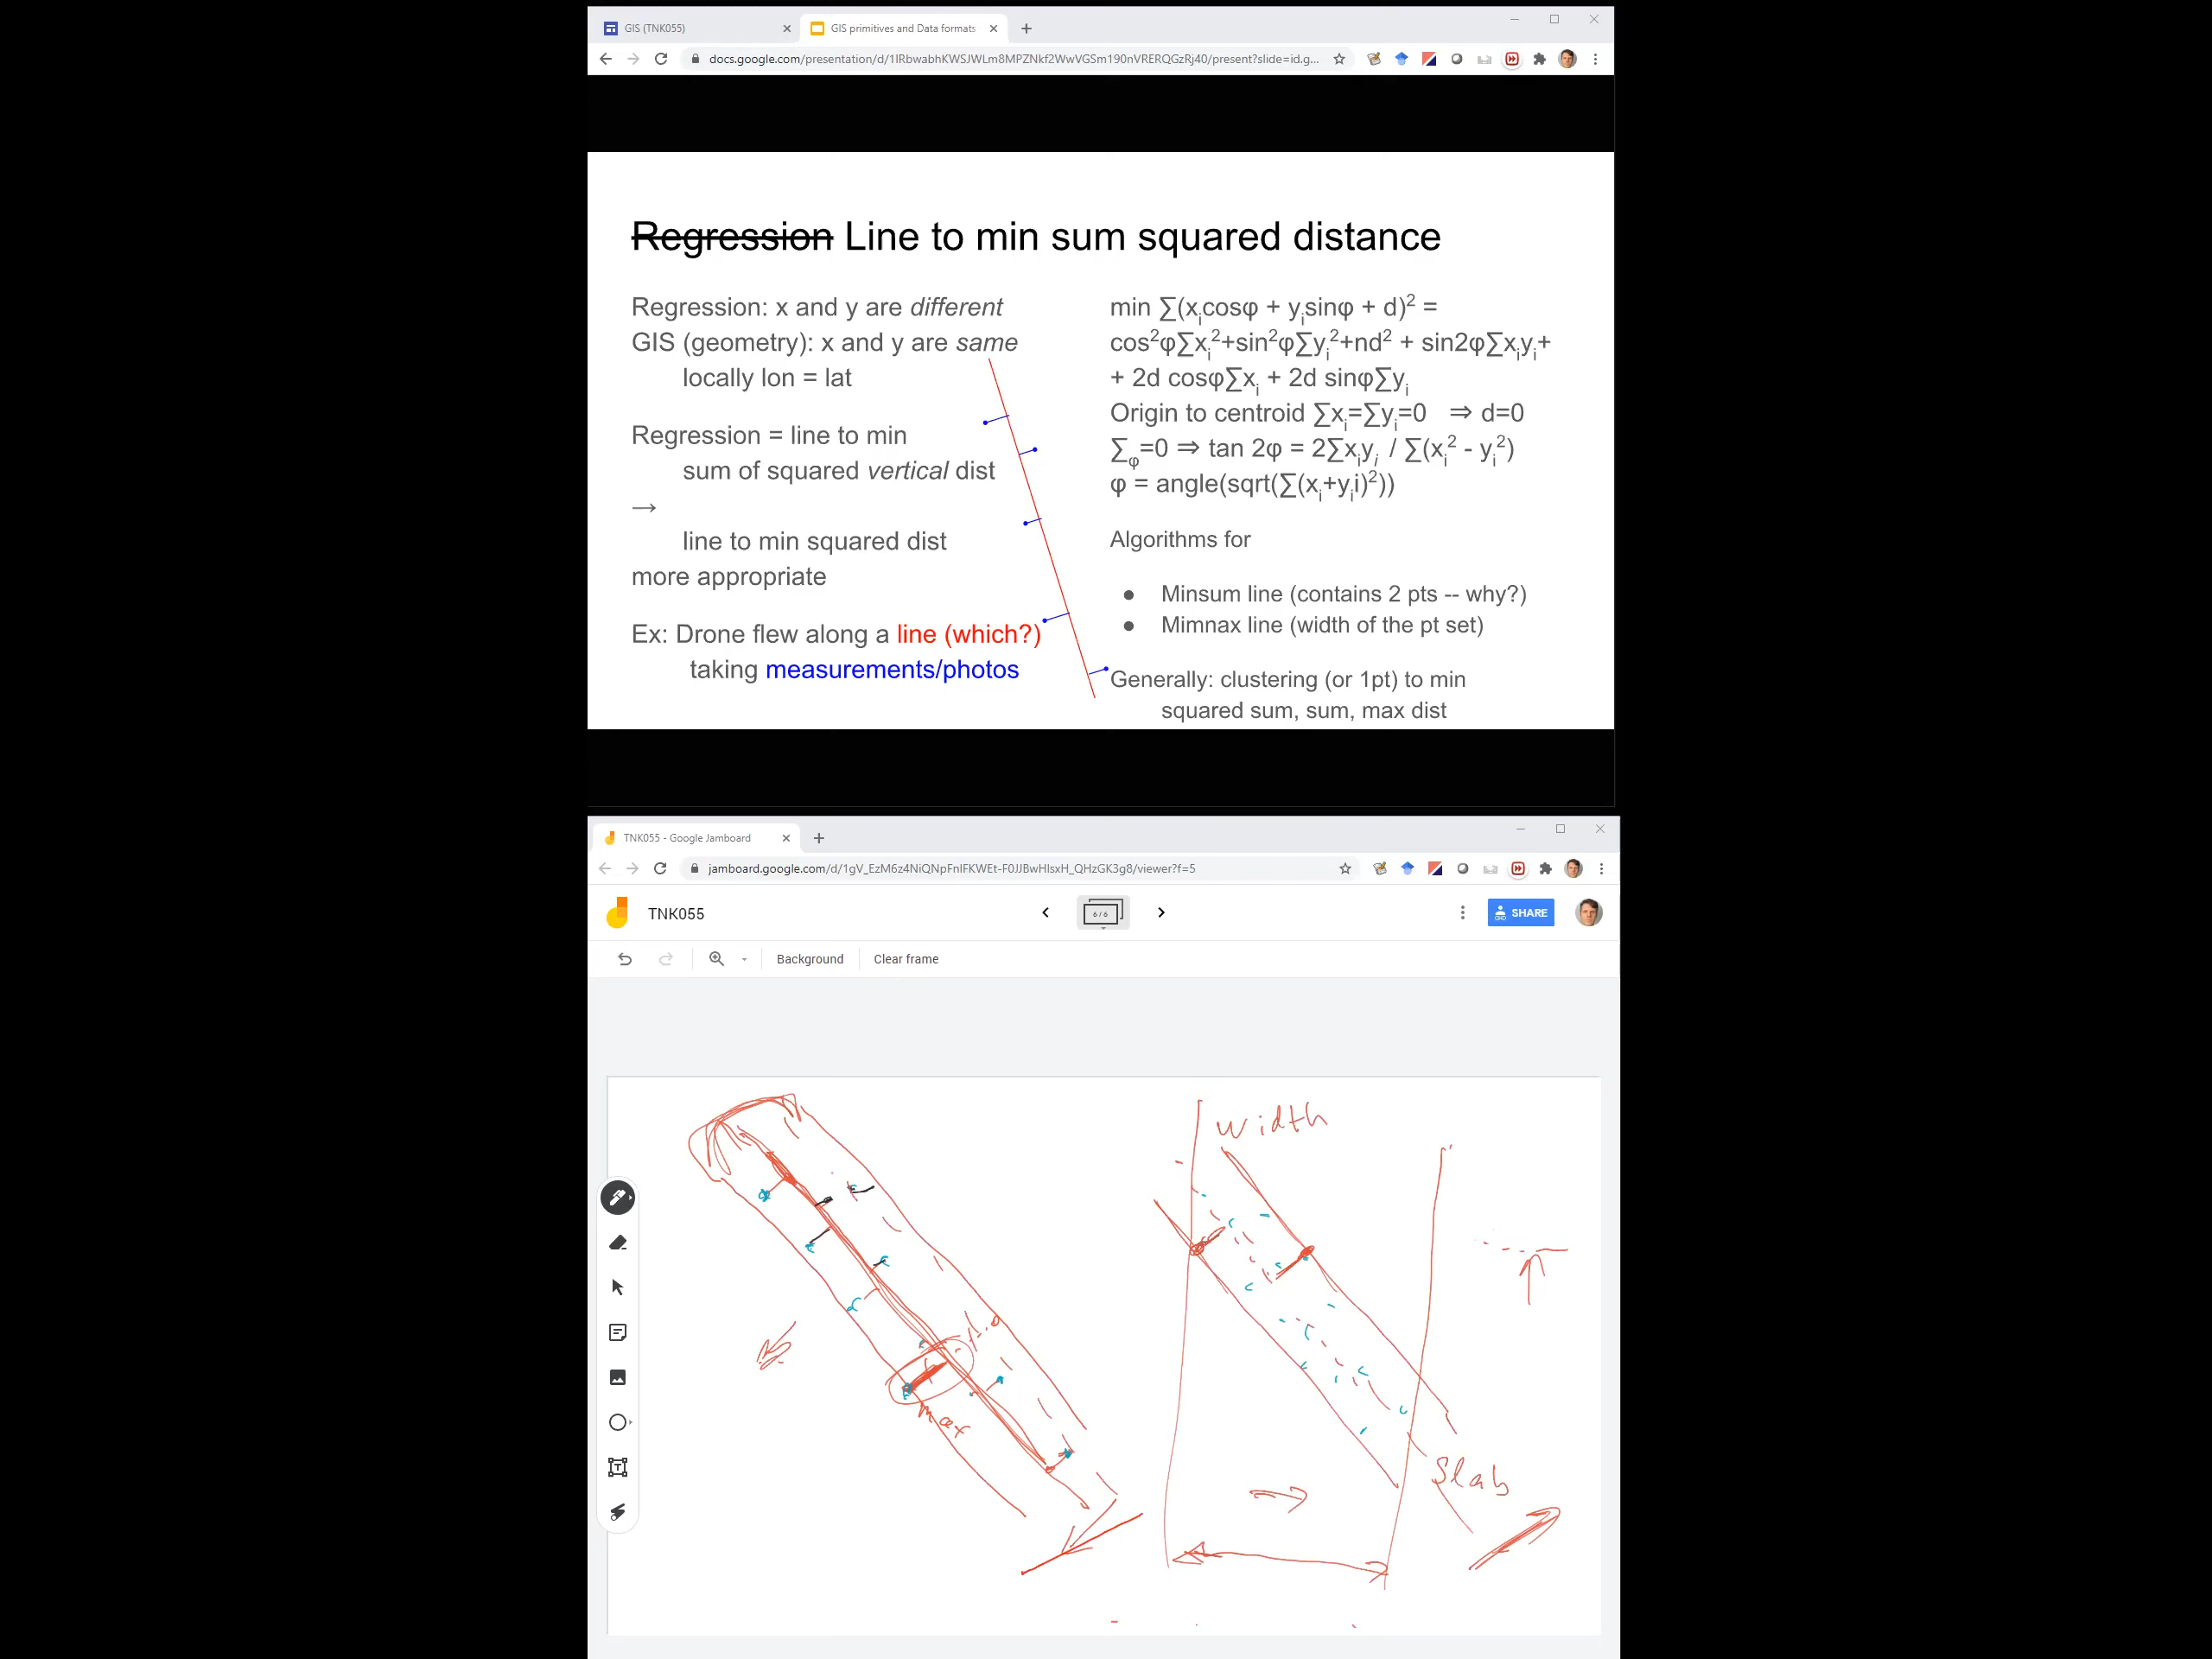 GIS (TNK055)
GIS primitives and Data formats
docs.google.com/presentation/d/1lRbwabhKWSJWLm8MPZNkf2WwVGSm190nVRERQGzRj40/present?slide=id.g...
Regression Line to min sum squared distance
Regression: x and y are different
GIS (geometry): x and y are same
locally lon = lat
Regression = line to min
sum of squared vertical dist
→
line to min squared dist
more appropriate
Ex: Drone flew along a line (which?)
taking measurements/photos
min ∑(xᵢcosφ + yᵢsinφ + d)² =
cos²φ∑xᵢ²+sin²φ∑yᵢ²+nd² + sin2φ∑xᵢyᵢ+
+ 2d cosφ∑xᵢ + 2d sinφ∑yᵢ
Origin to centroid ∑xᵢ=∑yᵢ=0 ⇒ d=0
∑ᵩ=0 ⇒ tan 2φ = 2∑xᵢyᵢ / ∑(xᵢ² - yᵢ²)
φ = angle(sqrt(∑(xᵢ+yᵢi)²))
Algorithms for
● Minsum line (contains 2 pts -- why?)
● Mimnax line (width of the pt set)
Generally: clustering (or 1pt) to min
squared sum, sum, max dist
TNK055 - Google Jamboard
jamboard.google.com/d/1gV_EzM6z4NiQNpFnIFKWEt-F0JJBwHlsxH_QHzGK3g8/viewer?f=5
TNK055
6 / 6
SHARE
Background
Clear frame
width
max
Slab